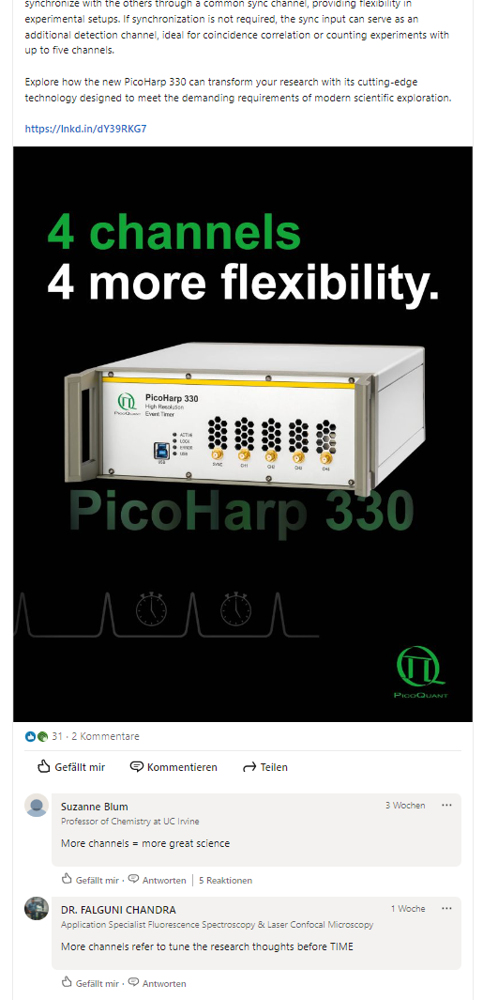 synchronize with the others through a common sync channel, providing flexibility in
experimental setups. If synchronization is not required, the sync input can serve as an
additional detection channel, ideal for coincidence correlation or counting experiments with
up to five channels.
Explore how the new PicoHarp 330 can transform your research with its cutting-edge
technology designed to meet the demanding requirements of modern scientific exploration.
https://lnkd.in/dY39RKG7
4 channels
4 more flexibility.
PicoQuant
PicoHarp 330
High Resolution
Event Timer
ACTIVE
LOCK
ERROR
USB
USB
SYNC CH1 CH2 CH3 CH4
PicoHarp 330
PICOQUANT
31 · 2 Kommentare
Gefällt mir Kommentieren Teilen
Suzanne Blum 3 Wochen ···
Professor of Chemistry at UC Irvine
More channels = more great science
Gefällt mir · Antworten | 5 Reaktionen
DR. FALGUNI CHANDRA 1 Woche ···
Application Specialist Fluorescence Spectroscopy & Laser Confocal Microscopy
More channels refer to tune the research thoughts before TIME
Gefällt mir · Antworten